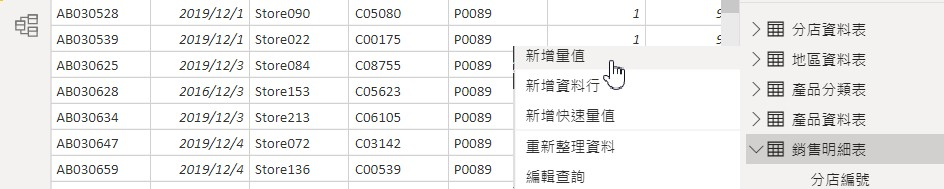 AB030528 2019/12/1 Store090 C05080 P0089 1
AB030539 2019/12/1 Store022 C00175 P0089 1
AB030625 2019/12/3 Store084 C08755 P0089
AB030628 2016/12/3 Store153 C05623 P0089
AB030634 2019/12/3 Store213 C06105 P0089
AB030647 2019/12/4 Store072 C03142 P0089
AB030659 2019/12/4 Store136 C00539 P0089
新增量值
新增資料行
新增快速量值
重新整理資料
編輯查詢
分店資料表
地區資料表
產品分類表
產品資料表
銷售明細表
分店編號